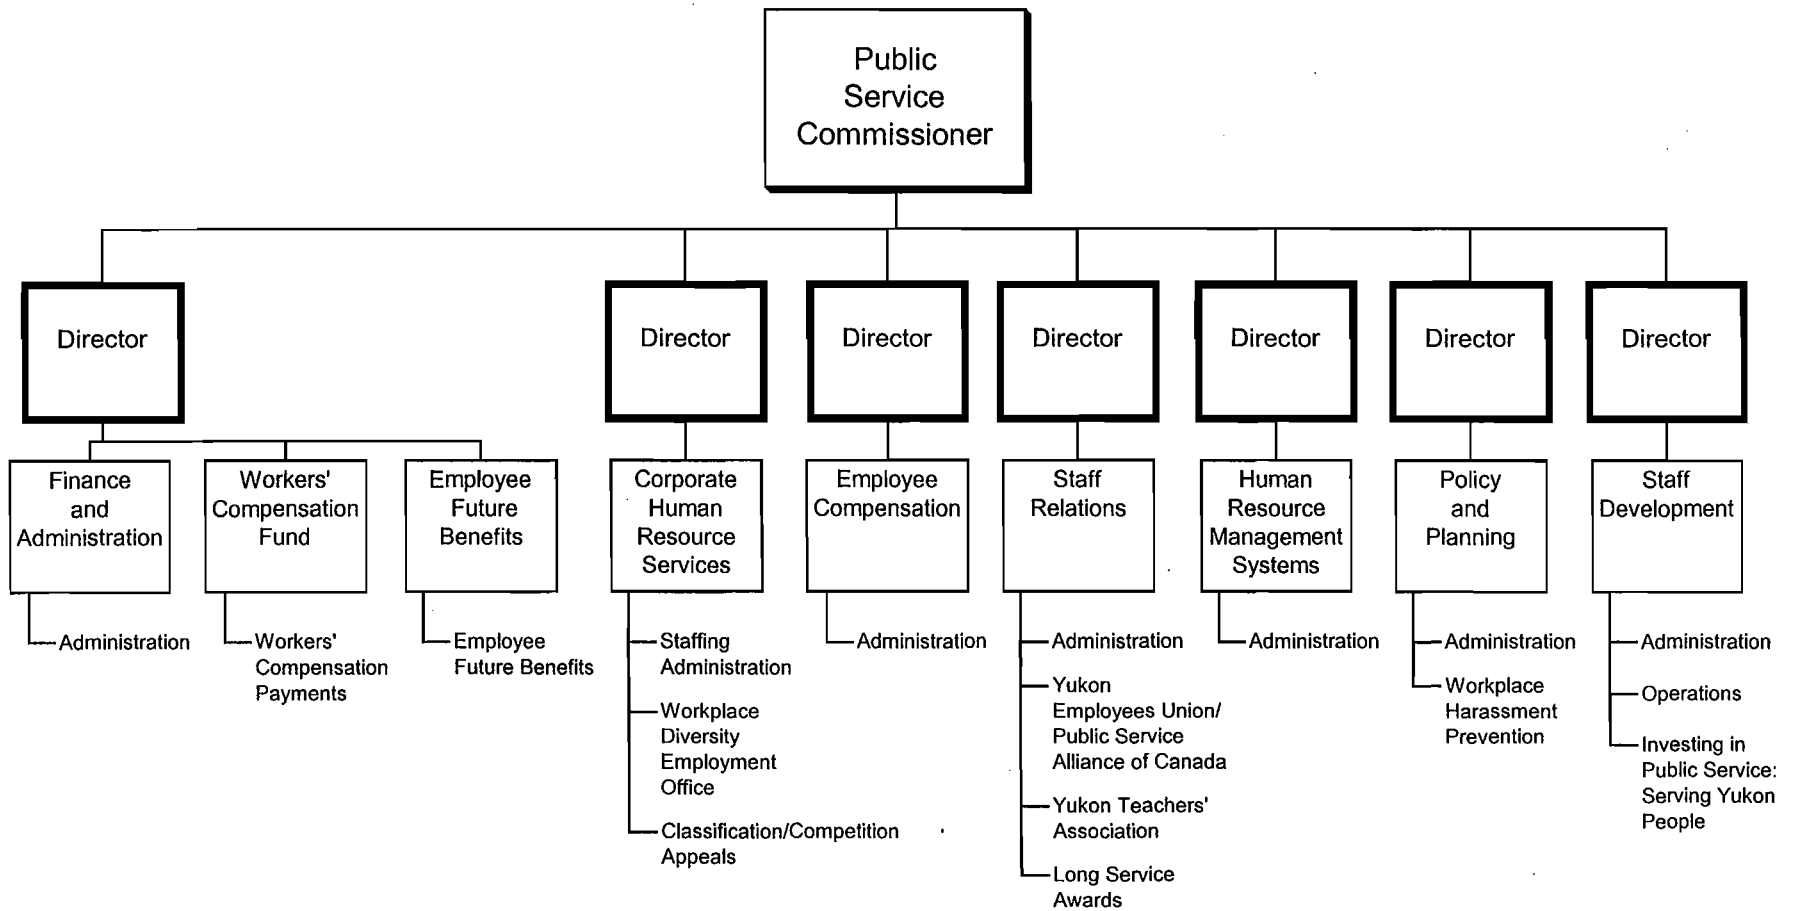 Public
Service
Commissioner
Director
Director
Director
Director
Director
Director
Director
Finance
and
Administration
Workers'
Compensation
Fund
Employee
Future
Benefits
Corporate
Human
Resource
Services
Employee
Compensation
Staff
Relations
Human
Resource
Management
Systems
Policy
and
Planning
Staff
Development
Administration
Workers'
Compensation
Payments
Employee
Future Benefits
Staffing
Administration
Workplace
Diversity
Employment
Office
Classification/Competition
Appeals
Administration
Administration
Yukon
Employees Union/
Public Service
Alliance of Canada
Yukon Teachers'
Association
Long Service
Awards
Administration
Administration
Workplace
Harassment
Prevention
Administration
Operations
Investing in
Public Service:
Serving Yukon
People